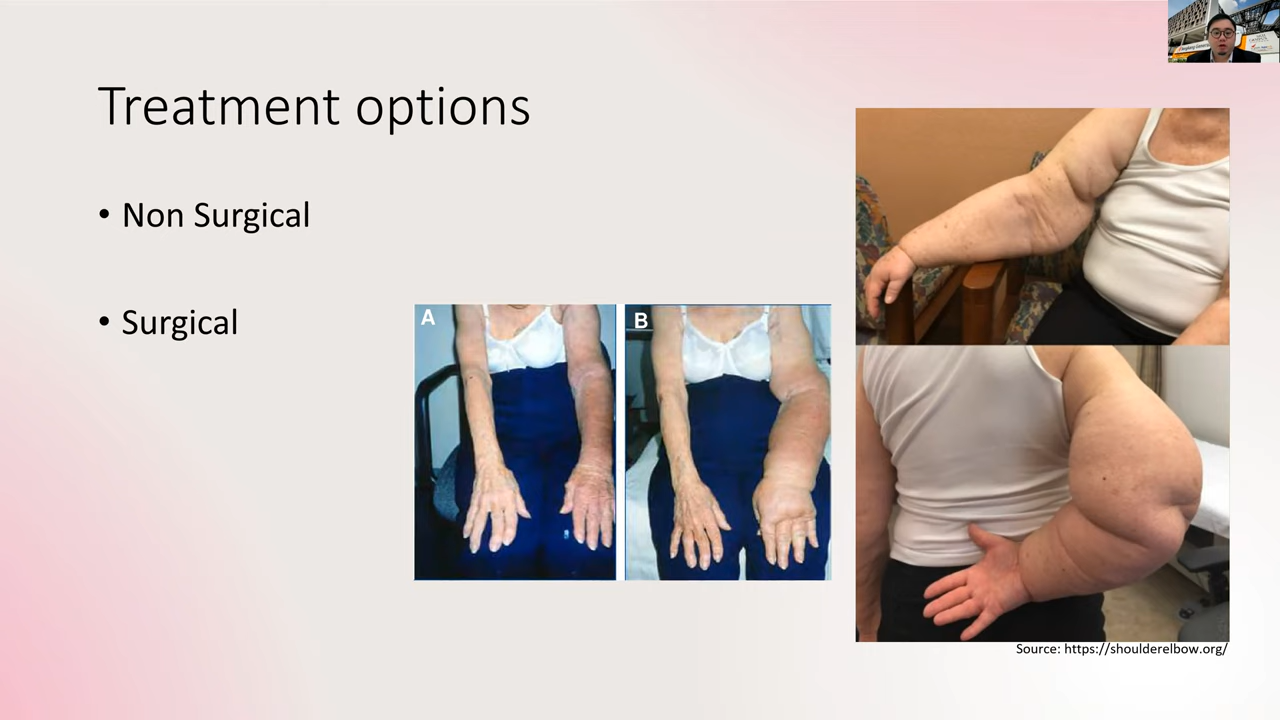 Treatment options
• Non Surgical
• Surgical
A
B
Source: https://shoulderelbow.org/